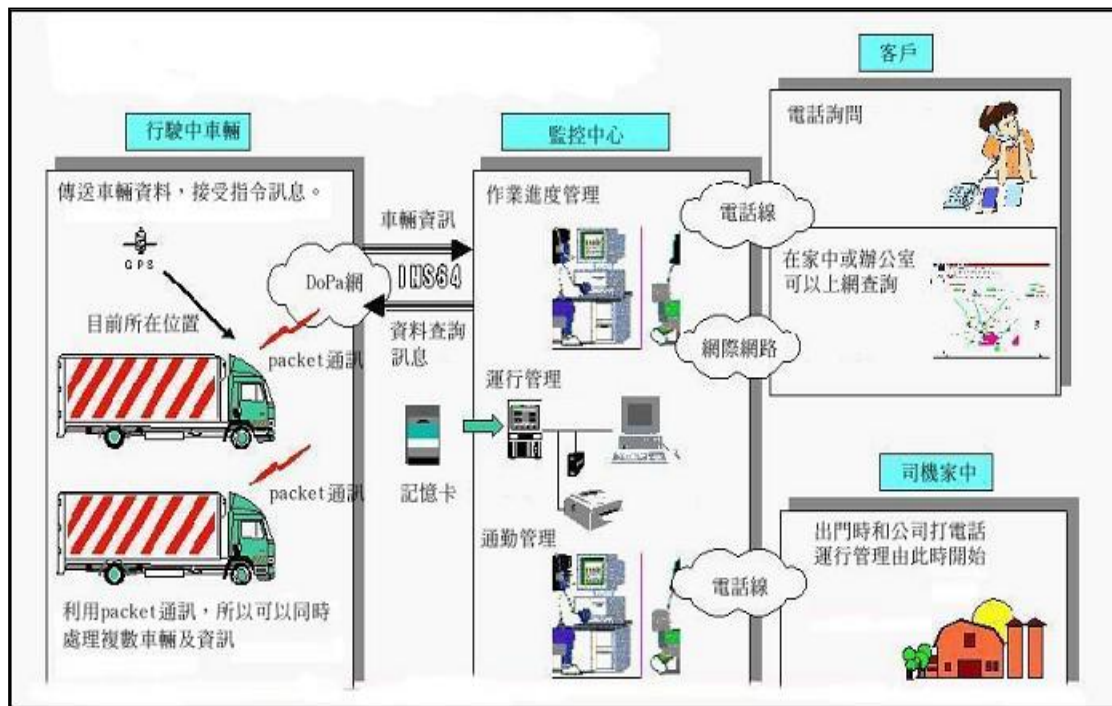 客戶
電話詢問
在家中或辦公室
可以上網查詢
行駛中車輛
傳送車輛資料，接受指令訊息。
GPS
目前所在位置
packet通訊
packet通訊
利用packet通訊，所以可以同時
處理複數車輛及資訊
DoPa網
車輛資訊
INS64
資料查詢
訊息
記憶卡
監控中心
作業進度管理
運行管理
通勤管理
電話線
網際網路
電話線
司機家中
出門時和公司打電話
運行管理由此時開始